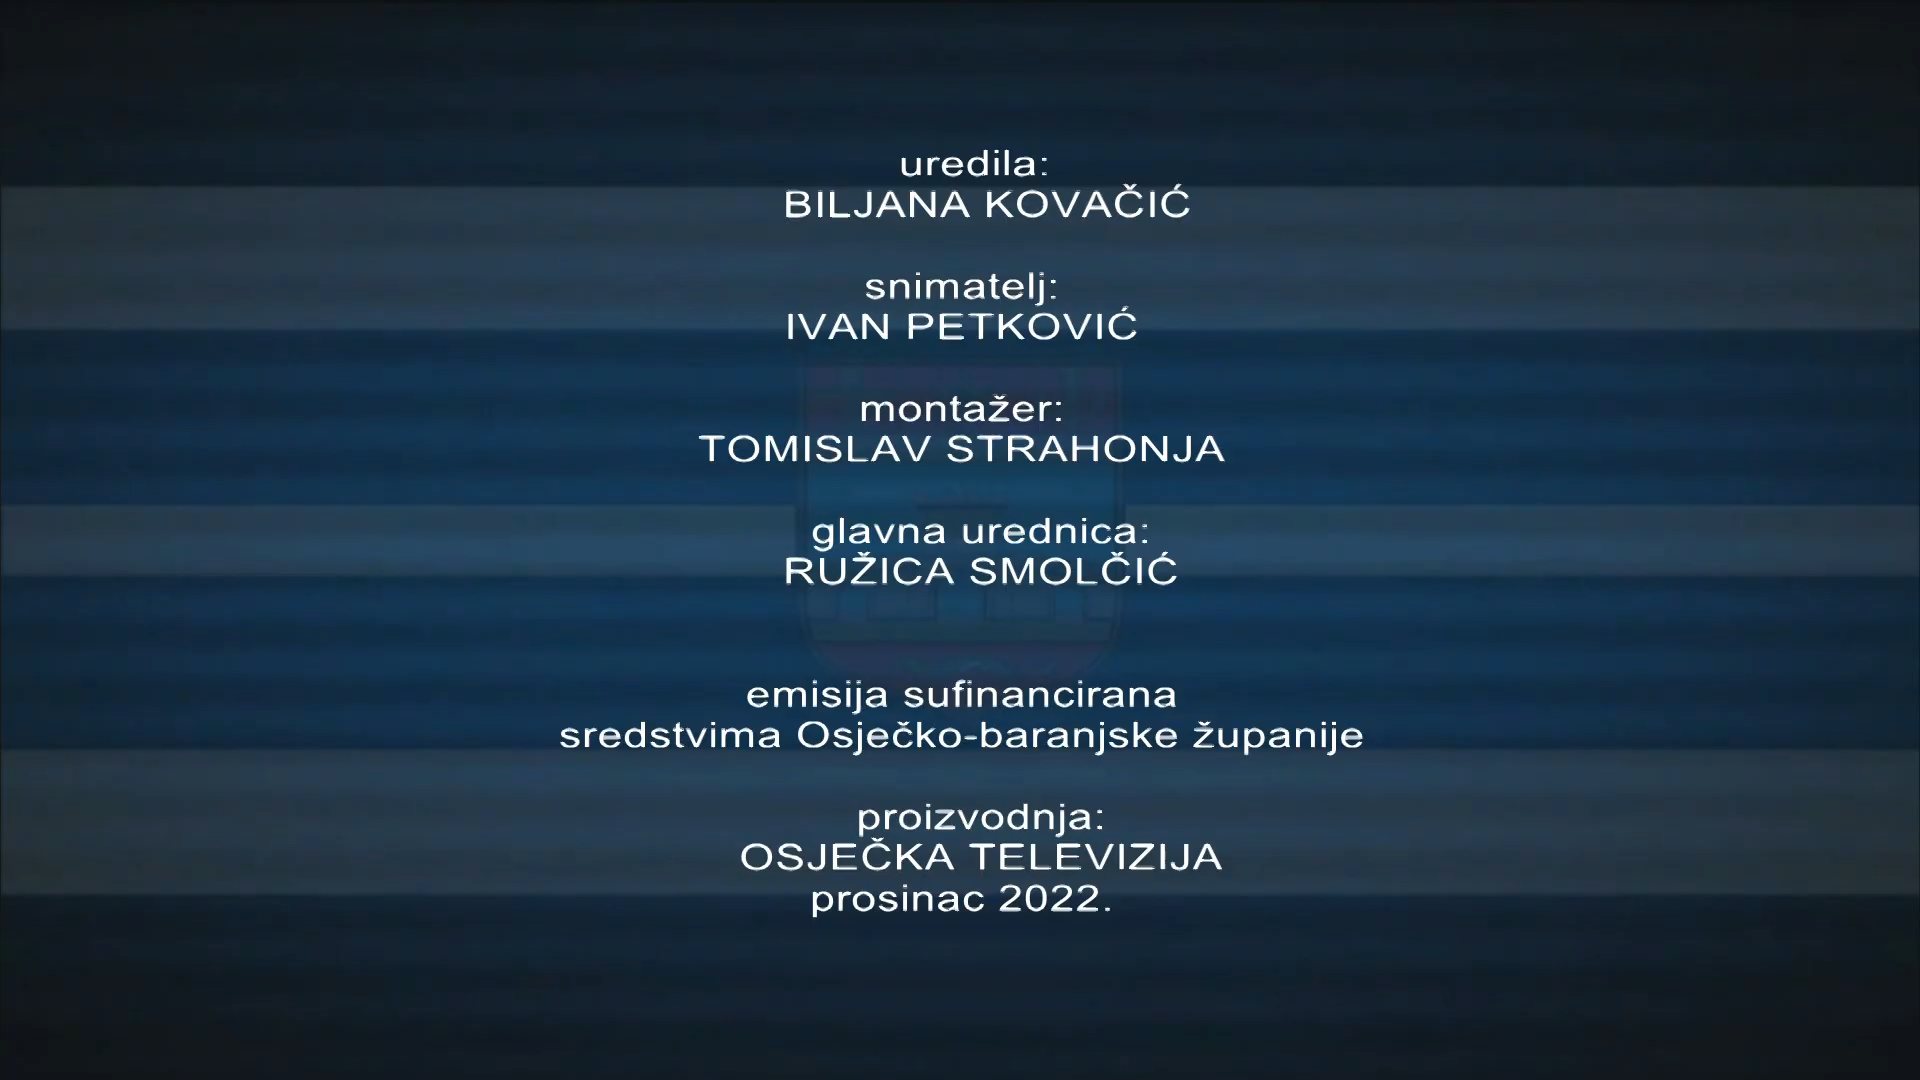 uredila:
BILJANA KOVAČIĆ
snimatelj:
IVAN PETKOVIĆ
montažer:
TOMISLAV STRAHONJA
glavna urednica:
RUŽICA SMOLČIĆ
emisija sufinancirana
sredstvima Osječko-baranjske županije
proizvodnja:
OSJEČKA TELEVIZIJA
prosinac 2022.